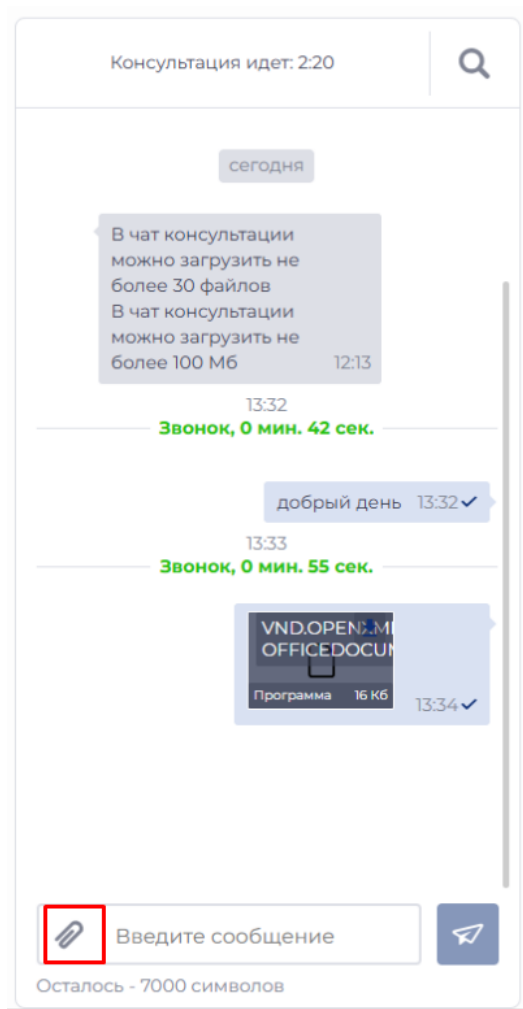 Консультация идет: 2:20
сегодня
В чат консультации
можно загрузить не
более 30 файлов
В чат консультации
можно загрузить не
более 100 Мб 12:13
13:32
Звонок, 0 мин. 42 сек.
добрый день 13:32
13:33
Звонок, 0 мин. 55 сек.
VND.OPENXM
OFFICEDOCUM
Программа 16 Кб
13:34
Введите сообщение
Осталось - 7000 символов